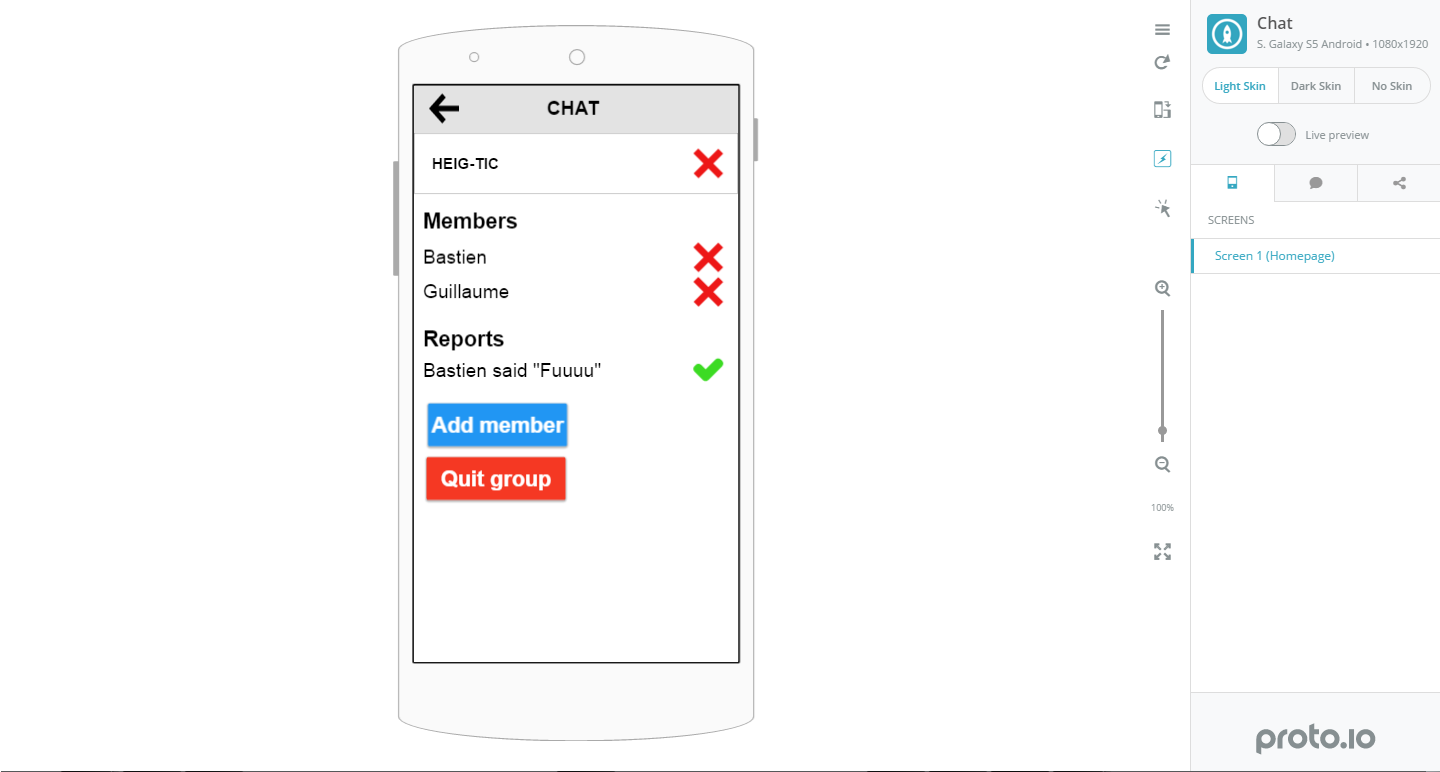 CHAT
HEIG-TIC
Members
Bastien
Guillaume
Reports
Bastien said "Fuuuu"
Add member
Quit group
100%
Chat
S. Galaxy S5 Android • 1080x1920
Light Skin
Dark Skin
No Skin
Live preview
SCREENS
Screen 1 (Homepage)
proto.io